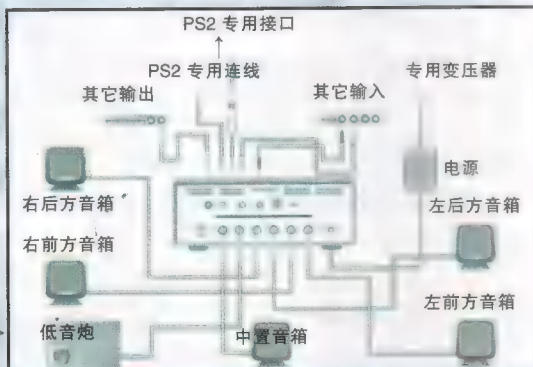 PS2 专用接口
PS2 专用连线
专用变压器
其它输出
其它输入
电源
右后方音箱
左后方音箱
右前方音箱
左前方音箱
低音炮
中置音箱